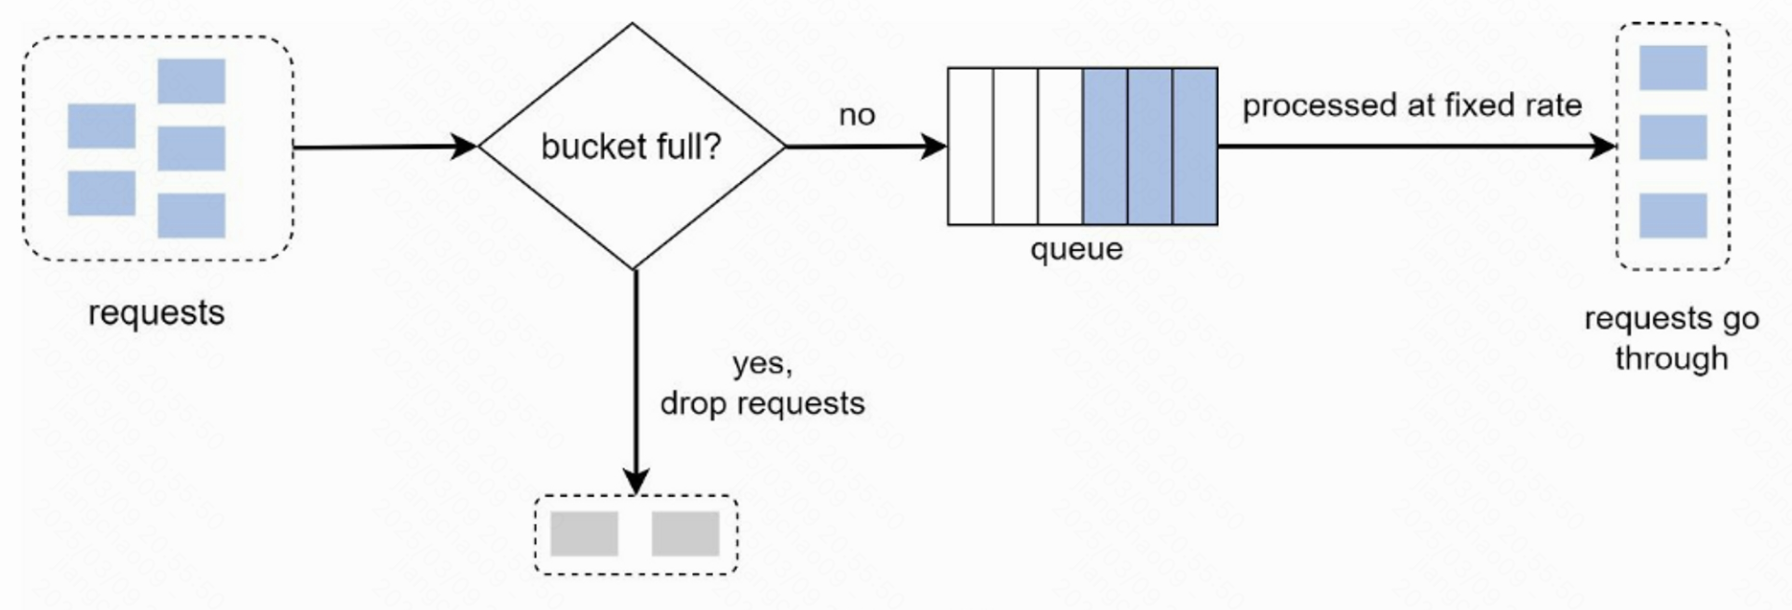 requests
bucket full?
no
queue
processed at fixed rate
requests go
through
yes,
drop requests